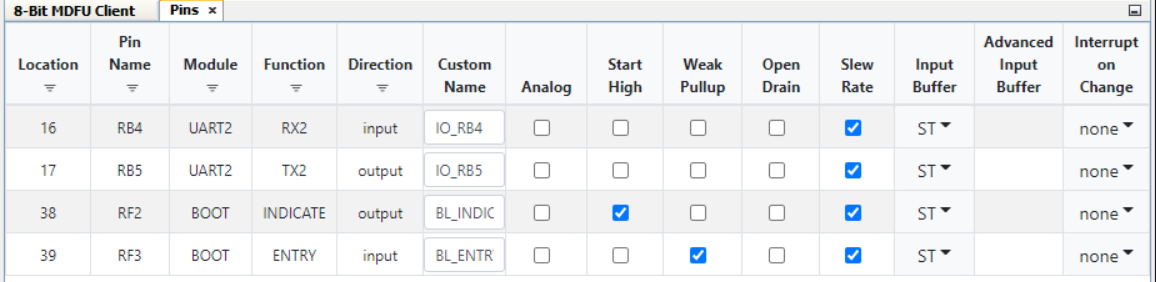 8-Bit MDFU Client Pins ×
Location Pin Name Module Function Direction Custom Name Analog Start High Weak Pullup Open Drain Slew Rate Input Buffer Advanced Input Buffer Interrupt on Change
16 RB4 UART2 RX2 input IO_RB4 ST none
17 RB5 UART2 TX2 output IO_RB5 ST none
38 RF2 BOOT INDICATE output BL_INDIC ST none
39 RF3 BOOT ENTRY input BL_ENTR ST none